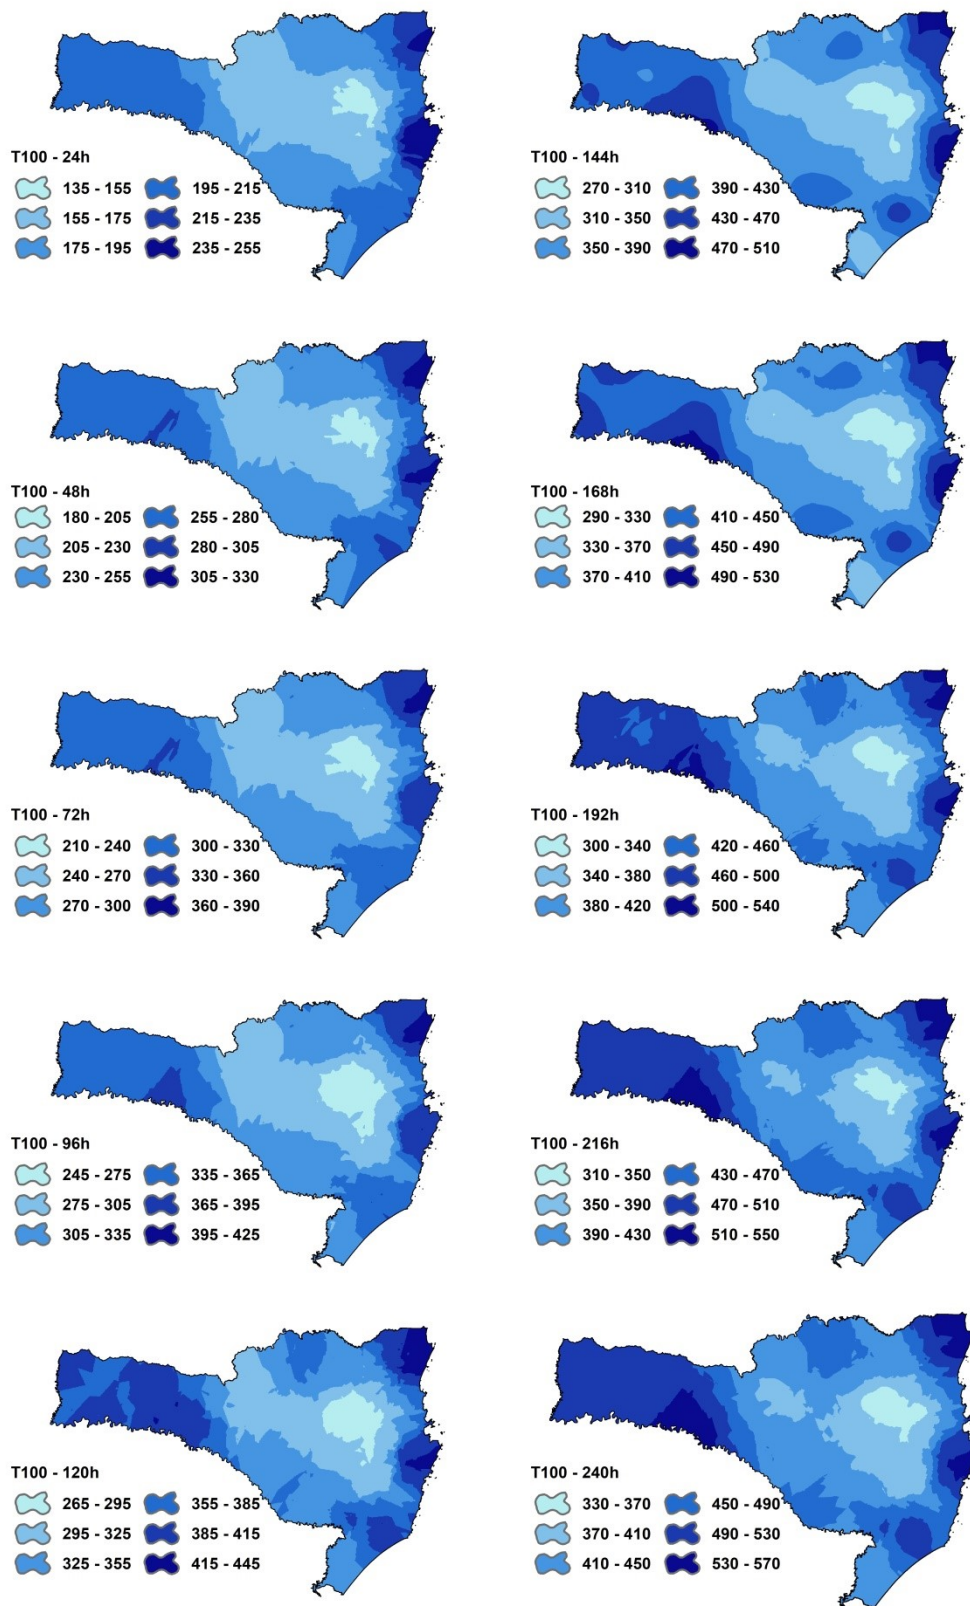 T100 - 24h
135 - 155 195 - 215
155 - 175 215 - 235
175 - 195 235 - 255
T100 - 144h
270 - 310 390 - 430
310 - 350 430 - 470
350 - 390 470 - 510
T100 - 48h
180 - 205 255 - 280
205 - 230 280 - 305
230 - 255 305 - 330
T100 - 168h
290 - 330 410 - 450
330 - 370 450 - 490
370 - 410 490 - 530
T100 - 72h
210 - 240 300 - 330
240 - 270 330 - 360
270 - 300 360 - 390
T100 - 192h
300 - 340 420 - 460
340 - 380 460 - 500
380 - 420 500 - 540
T100 - 96h
245 - 275 335 - 365
275 - 305 365 - 395
305 - 335 395 - 425
T100 - 216h
310 - 350 430 - 470
350 - 390 470 - 510
390 - 430 510 - 550
T100 - 120h
265 - 295 355 - 385
295 - 325 385 - 415
325 - 355 415 - 445
T100 - 240h
330 - 370 450 - 490
370 - 410 490 - 530
410 - 450 530 - 570